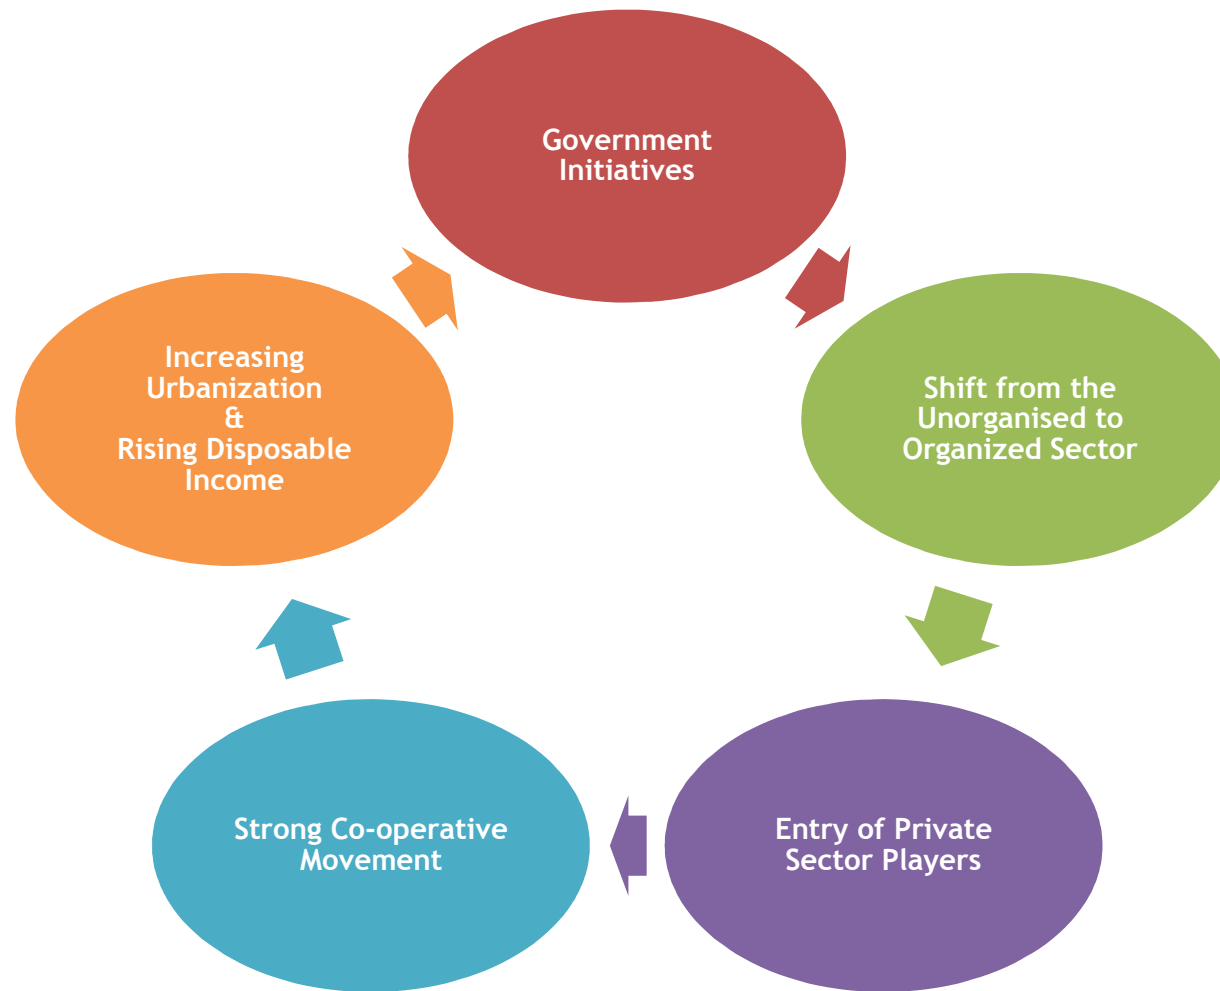 Government
Initiatives
Shift from the
Unorganised to
Organized Sector
Entry of Private
Sector Players
Strong Co-operative
Movement
Increasing
Urbanization
&
Rising Disposable
Income